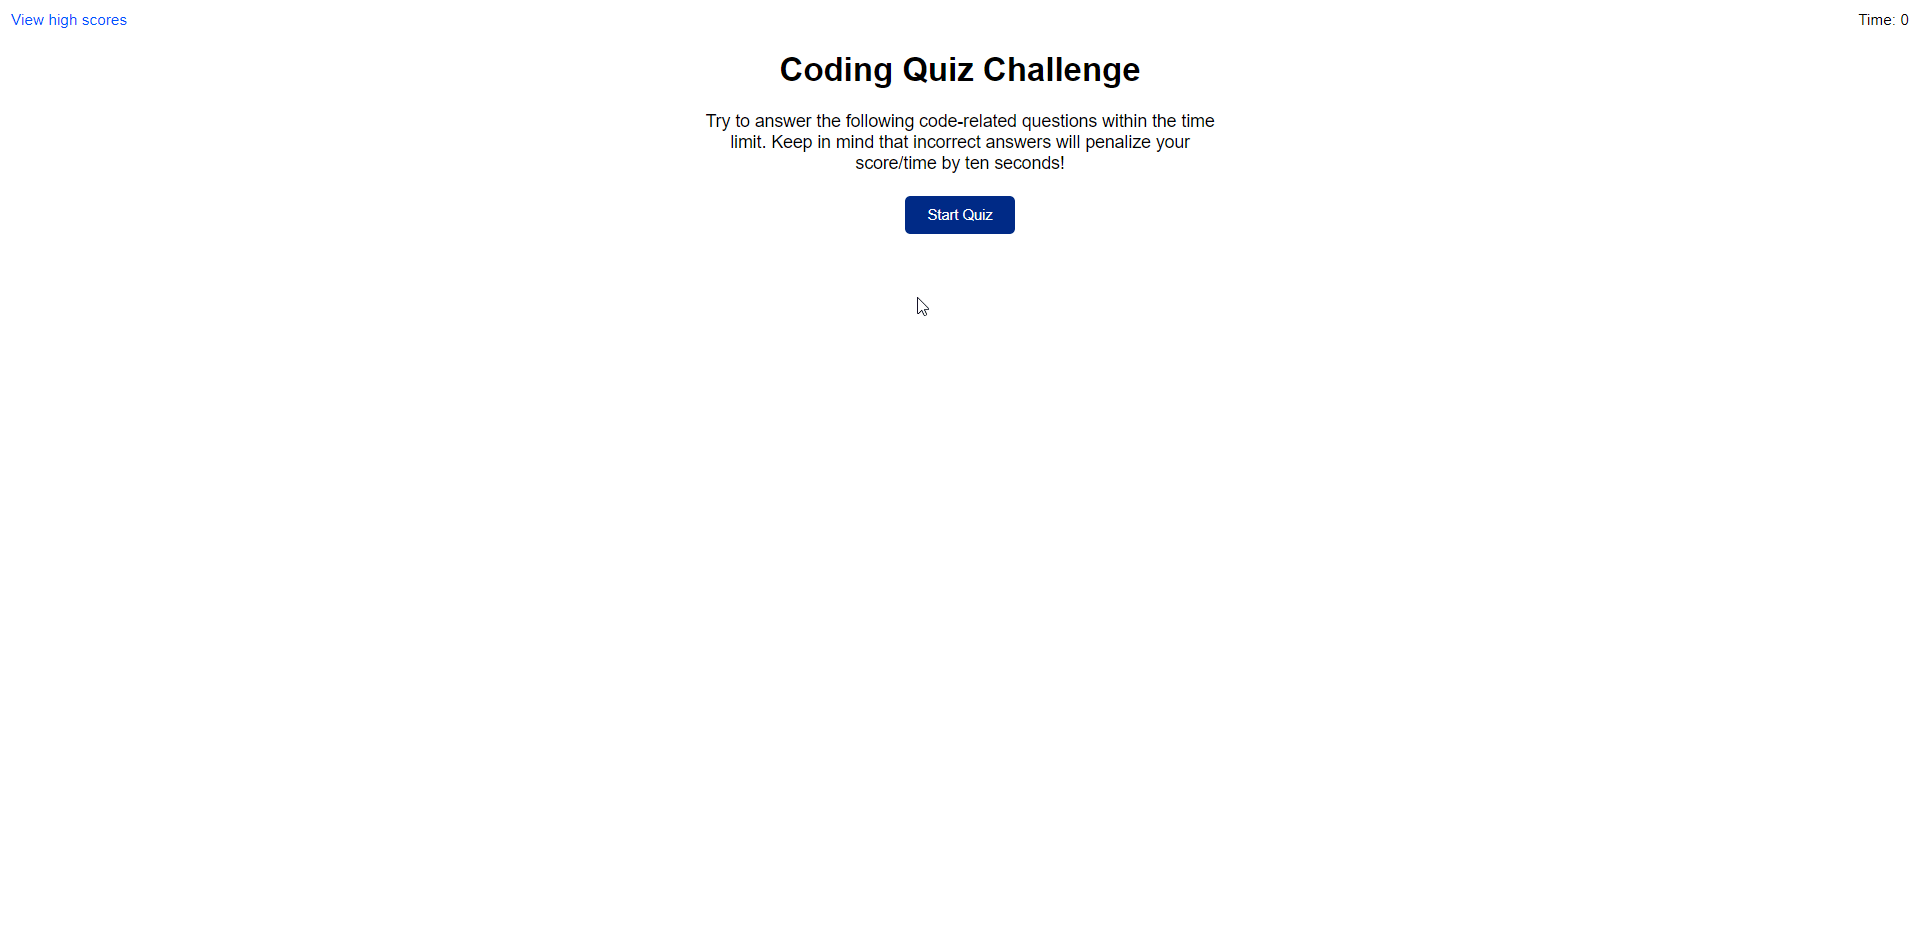 View high scores
Time: 0
Coding Quiz Challenge
Try to answer the following code-related questions within the time
limit. Keep in mind that incorrect answers will penalize your
score/time by ten seconds!
Start Quiz